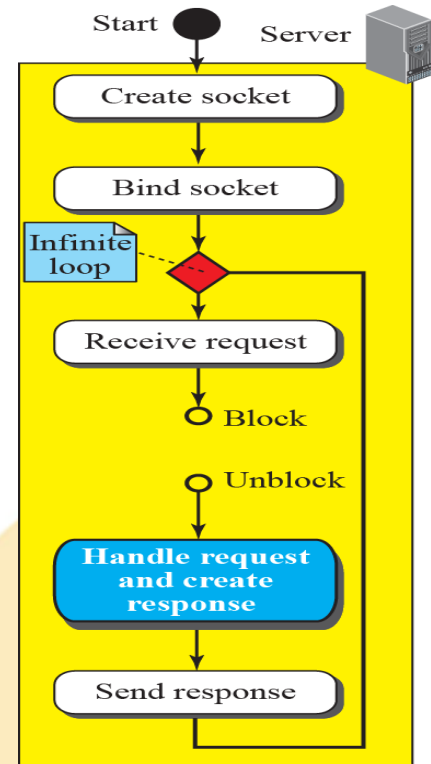 Start
Server
Create socket
Bind socket
Infinite
loop
Receive request
Block
Unblock
Handle request
and create
response
Send response